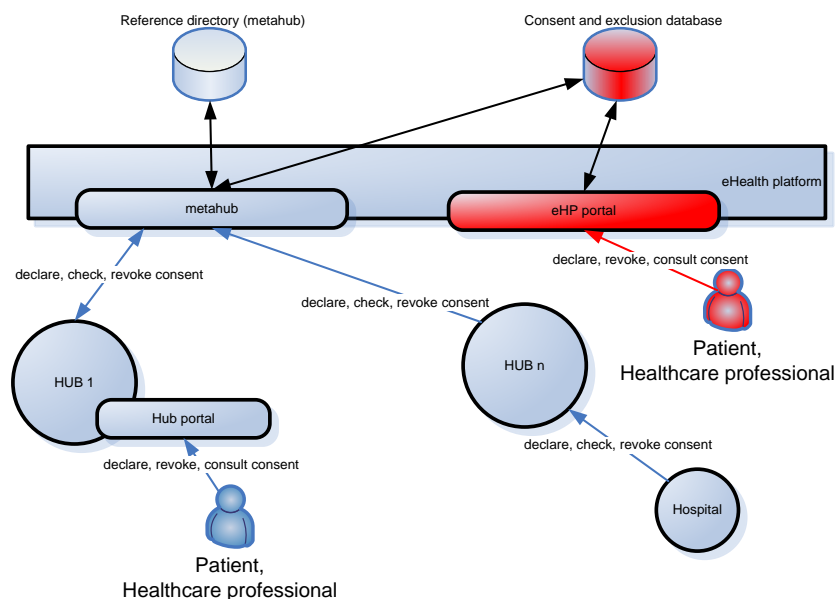 Reference directory (metahub)
Consent and exclusion database
eHealth platform
metahub
eHP portal
declare, check, revoke consent
declare, revoke, consult consent
declare, check, revoke consent
Patient,
Healthcare professional
HUB 1
HUB n
Hub portal
declare, check, revoke consent
declare, revoke, consult consent
Hospital
Patient,
Healthcare professional